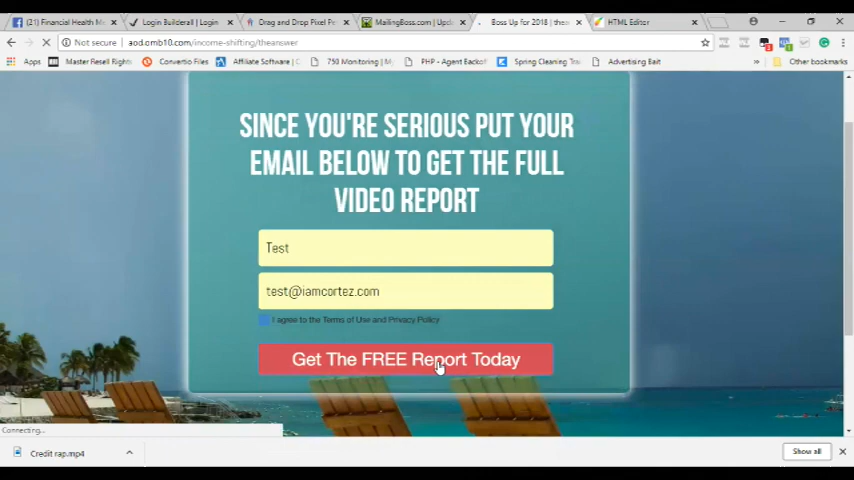 (21) Financial Health M
Login Builderall | Login
Drag and Drop Pixel Pe
MailingBoss.com | Upd
Boss Up for 2018 | then
HTML Editor
Not secure | aod.omb10.com/income-shifting/theanswer
Apps
Master Resell Rights
Convertio Files
Affiliate Software |
750 Monitoring | My
PHP - Agent Backoff
Spring Cleaning Tra
Advertising Bait
»
Other bookmarks
SINCE YOU'RE SERIOUS PUT YOUR
EMAIL BELOW TO GET THE FULL
VIDEO REPORT
Test
test@iamcortez.com
I agree to the Terms of Use and Privacy Policy
Get The FREE Report Today
Connecting...
Credit rap.mp4
Show all